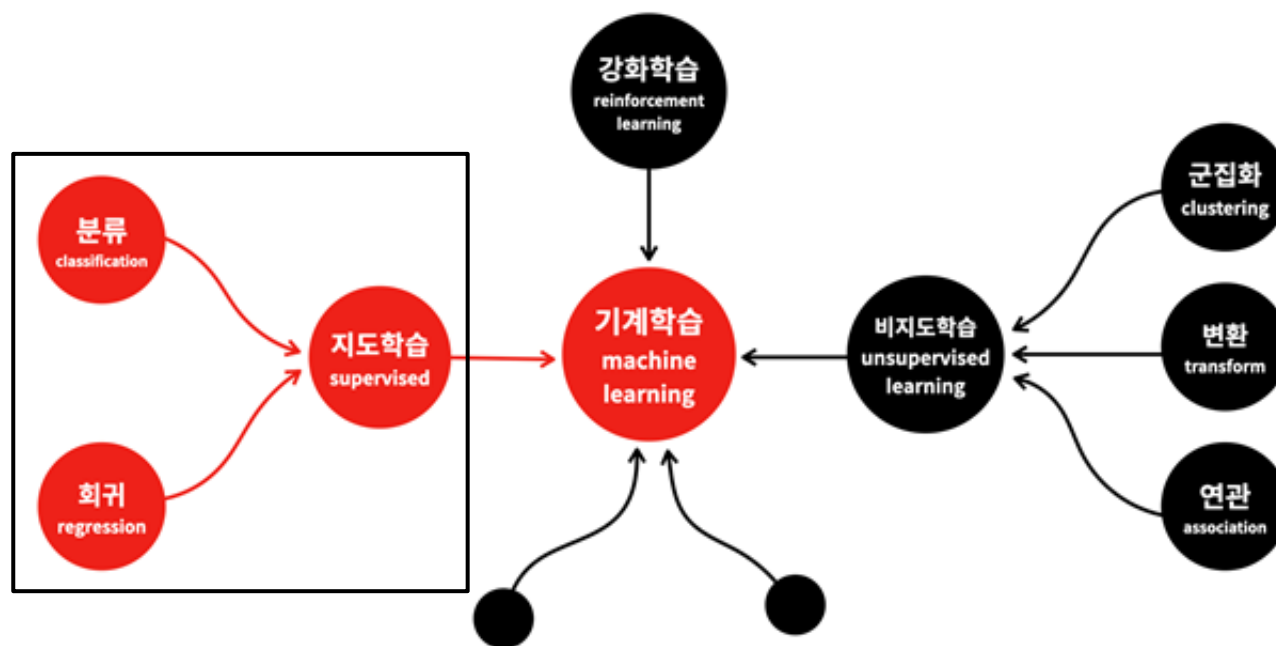 강화학습
reinforcement
learning
분류
classification
지도학습
supervised
회귀
regression
기계학습
machine
learning
비지도학습
unsupervised
learning
군집화
clustering
변환
transform
연관
association